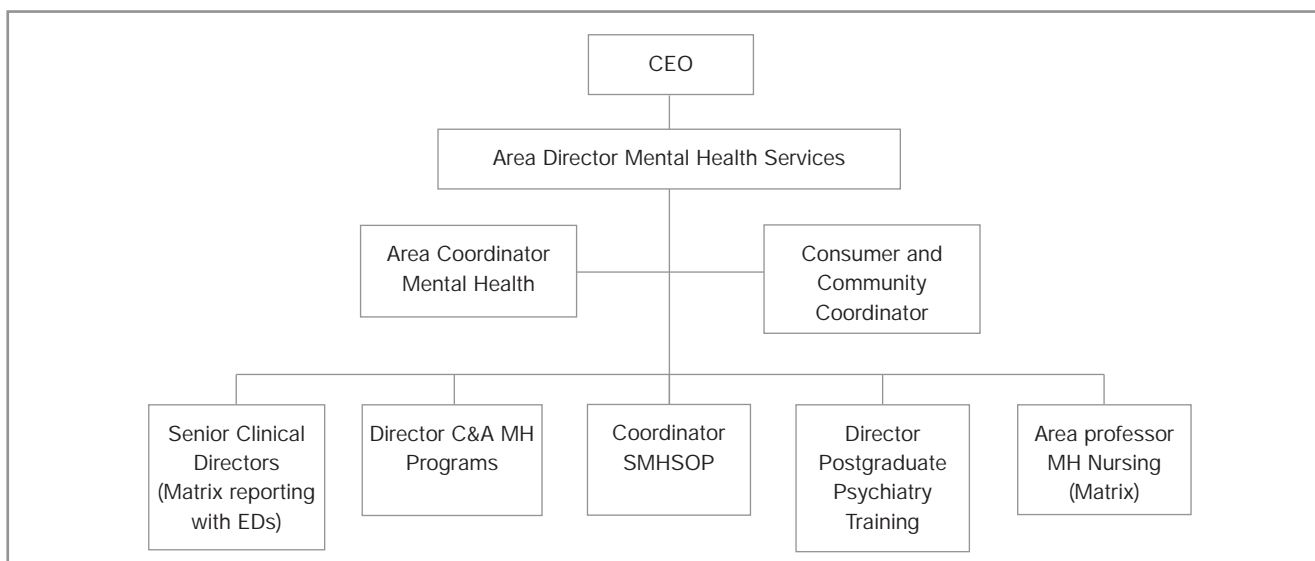 CEO
Area Director Mental Health Services
Area Coordinator
Mental Health
Consumer and
Community
Coordinator
Senior Clinical
Directors
(Matrix reporting
with EDs)
Director C&A MH
Programs
Coordinator
SMHSOP
Director
Postgraduate
Psychiatry
Training
Area professor
MH Nursing
(Matrix)